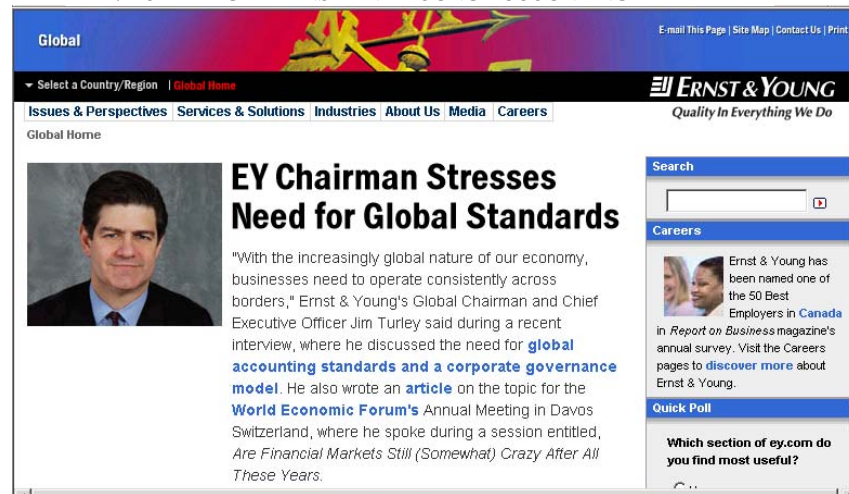 Global
E-mail This Page | Site Map | Contact Us | Print
Select a Country/Region | Global Home
ERNST & YOUNG
Quality In Everything We Do
Issues & Perspectives Services & Solutions Industries About Us Media Careers
Global Home
EY Chairman Stresses
Need for Global Standards
"With the increasingly global nature of our economy,
businesses need to operate consistently across
borders," Ernst & Young's Global Chairman and Chief
Executive Officer Jim Turley said during a recent
interview, where he discussed the need for global
accounting standards and a corporate governance
model. He also wrote an article on the topic for the
World Economic Forum's Annual Meeting in Davos
Switzerland, where he spoke during a session entitled,
Are Financial Markets Still (Somewhat) Crazy After All
These Years.
Search
Careers
Ernst & Young has
been named one of
the 50 Best
Employers in Canada
in Report on Business magazine's
annual survey. Visit the Careers
pages to discover more about
Ernst & Young.
Quick Poll
Which section of ey.com do
you find most useful?